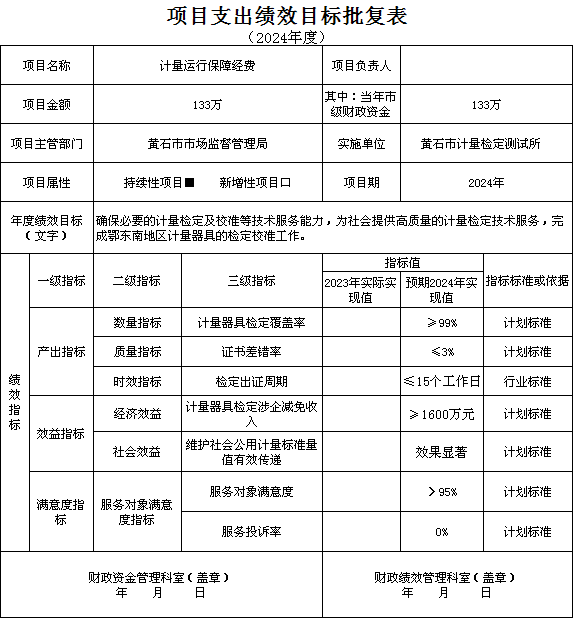 项目支出绩效目标批复表
（2024年度）
项目名称 计量运行保障经费 项目负责人
项目金额 133万 其中：当年市级财政资金 133万
项目主管部门 黄石市市场监督管理局 实施单位 黄石市计量检定测试所
项目属性 持续性项目■ 新增性项目口 项目期 2024年
年度绩效目标（文字） 确保必要的计量检定及校准等技术服务能力，为社会提供高质量的计量检定技术服务，完成鄂东南地区计量器具的检定校准工作。
绩效指标 一级指标 二级指标 三级指标 指标值 指标标准或依据
2023年实际实现值 预期2024年实现值
产出指标 数量指标 计量器具检定覆盖率 ≥99% 计划标准
质量指标 证书差错率 ≤3% 计划标准
时效指标 检定出证周期 ≤15个工作日 行业标准
效益指标 经济效益 计量器具检定涉企减免收入 ≥1600万元 计划标准
社会效益 维护社会公用计量标准量值有效传递 效果显著 计划标准
满意度指标 服务对象满意度指标 服务对象满意度 >95% 计划标准
服务投诉率 0% 计划标准
财政资金管理科室（盖章） 财政绩效管理科室（盖章）
年 月 日 年 月 日